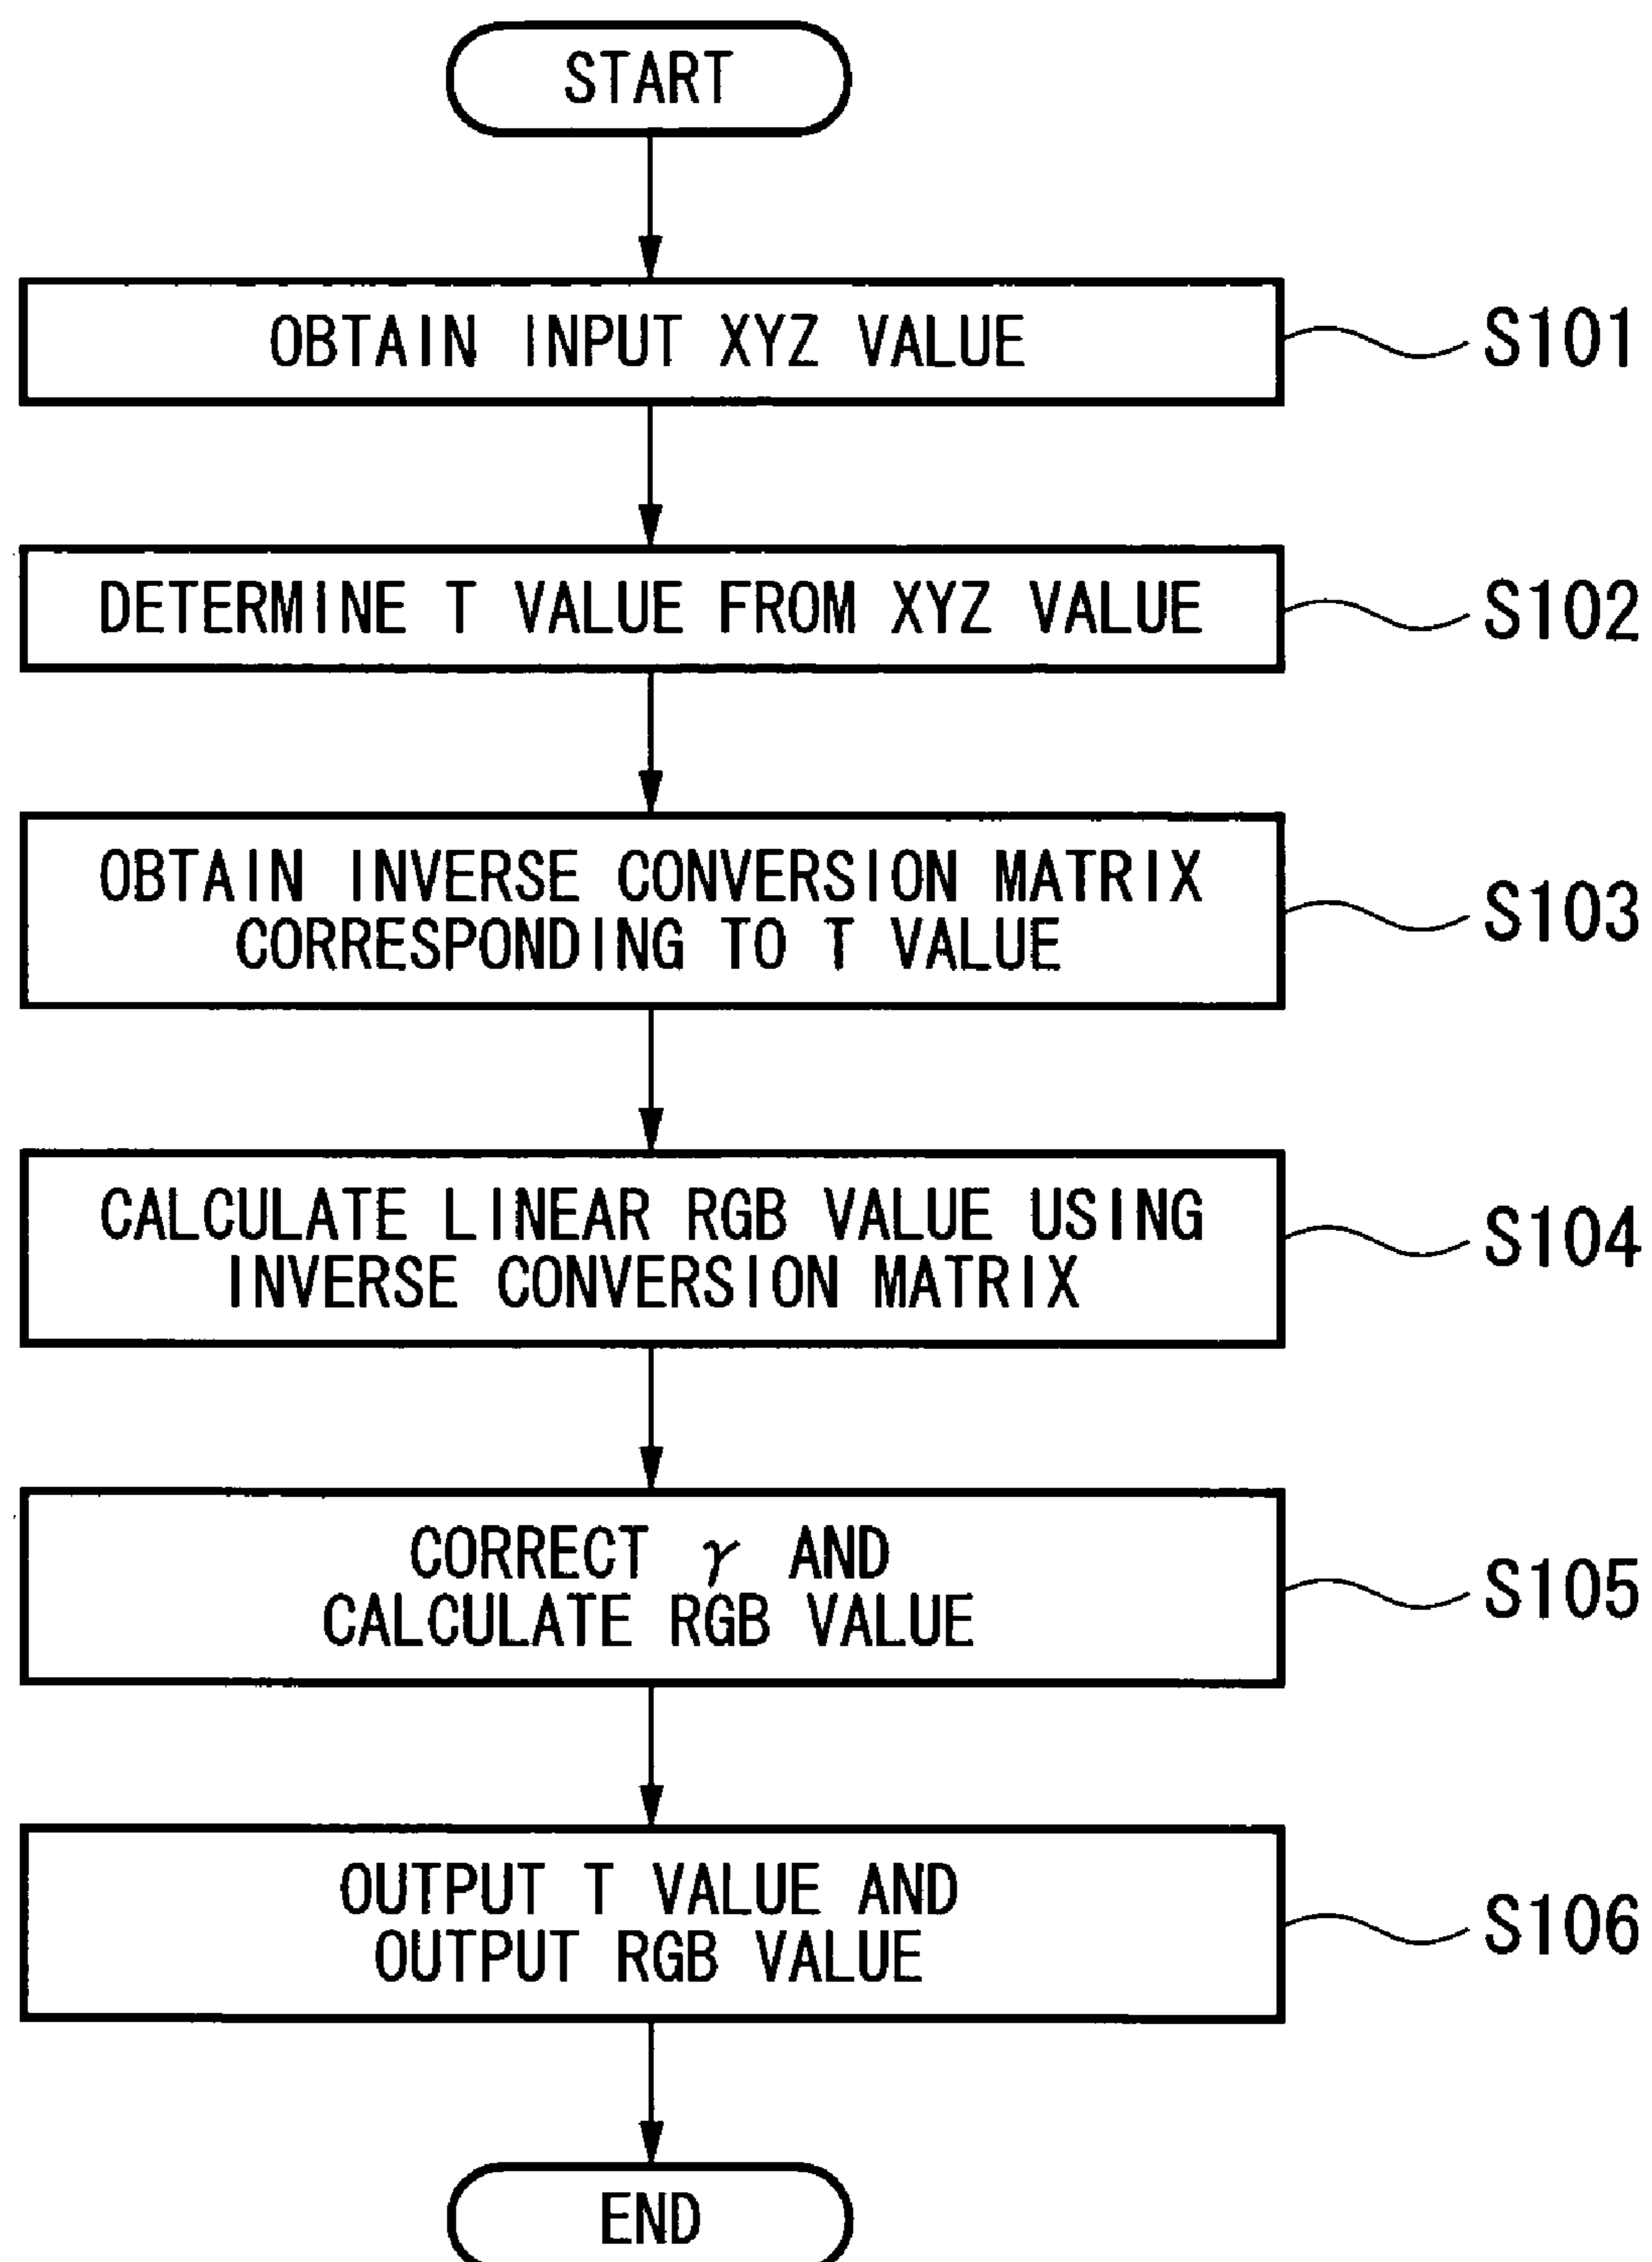 START
OBTAIN INPUT XYZ VALUE
S101
DETERMINE T VALUE FROM XYZ VALUE
S102
OBTAIN INVERSE CONVERSION MATRIX
CORRESPONDING TO T VALUE
S103
CALCULATE LINEAR RGB VALUE USING
INVERSE CONVERSION MATRIX
S104
CORRECT γ AND
CALCULATE RGB VALUE
S105
OUTPUT T VALUE AND
OUTPUT RGB VALUE
S106
END